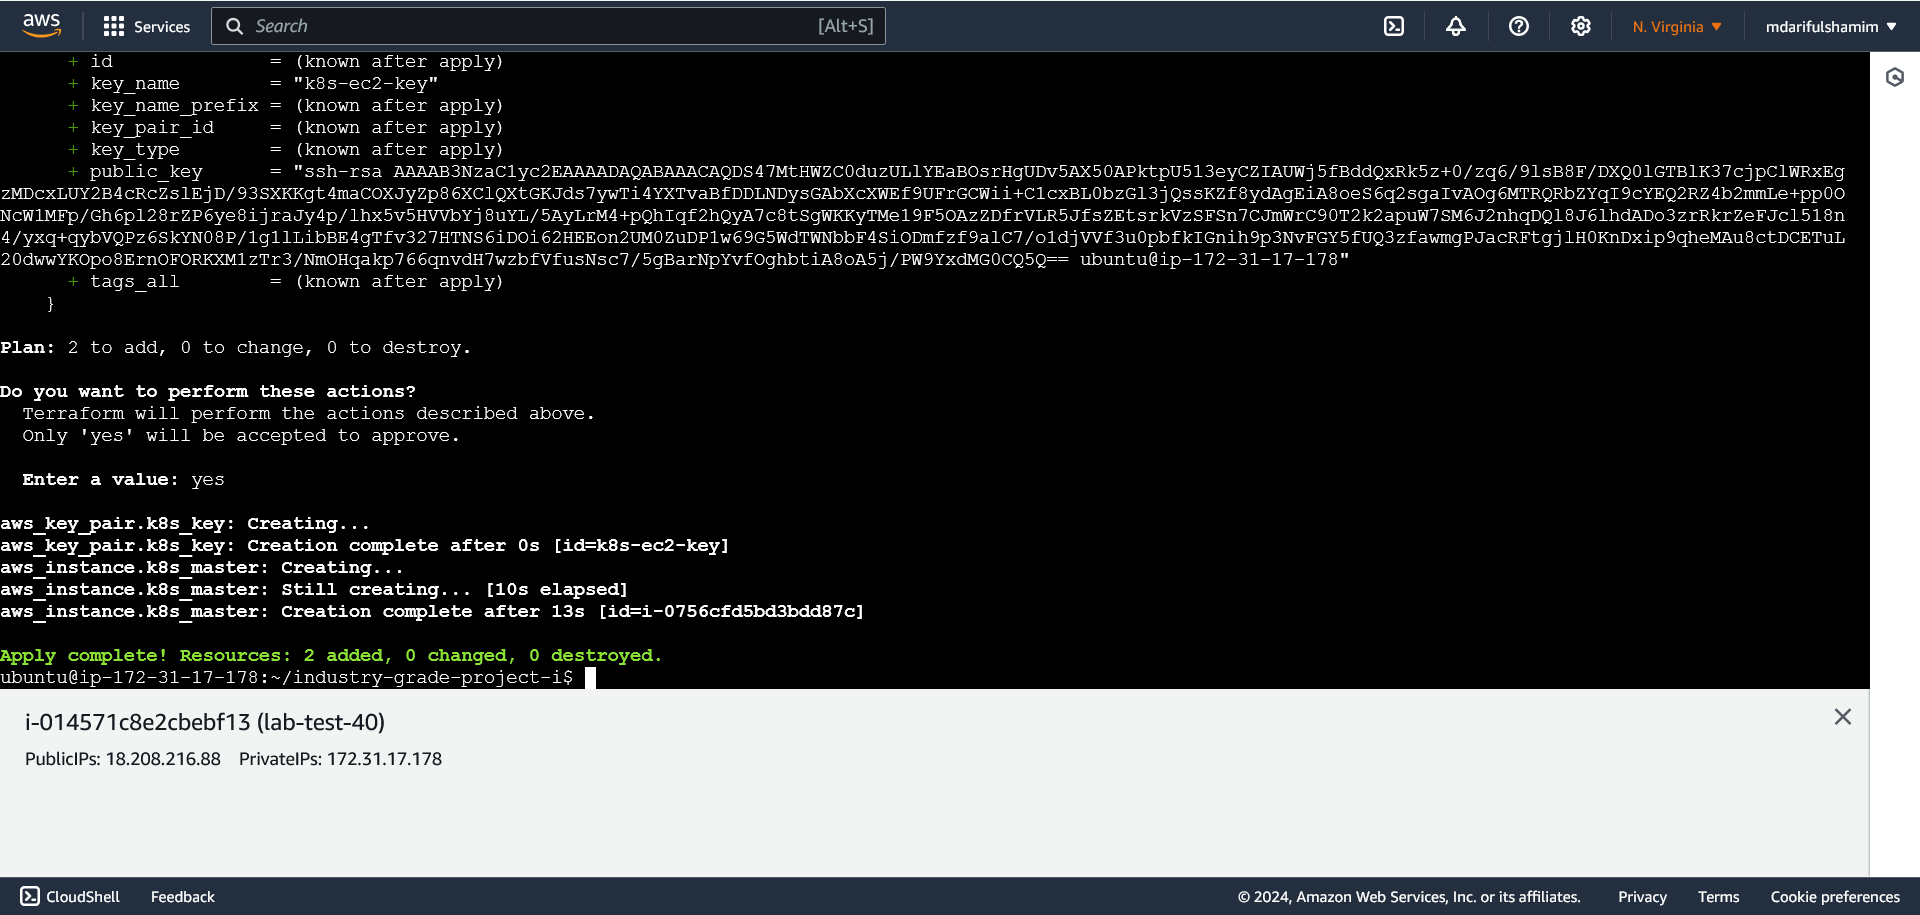 aws
Services
Search
[Alt+S]
N. Virginia
mdarifulshamim
+ id = (known after apply)
+ key_name = "k8s-ec2-key"
+ key_name_prefix = (known after apply)
+ key_pair_id = (known after apply)
+ key_type = (known after apply)
+ public_key = "ssh-rsa AAAAB3NzaC1yc2EAAAADAQABAAACAQDS47MtHWZC0duzULlYEaBOsrHgUDv5AX50APktpU513eyCZIAUWj5fBddQxRk5z+0/zq6/9lsB8F/DXQ0lGTBlK37cjpClWRxEg
zMDcxLUY2B4cRcZslEjD/93SXKKgt4maCOXJyZp86XClQXtGKJds7ywTi4YXTvaBfDDLNDysGAbXcXWEf9UFrGCWii+C1cxBL0bzGl3jQssKZf8ydAgEiA8oeS6q2sgaIvAOg6MTRQRbZYqI9cYEQ2RZ4b2mmLe+pp0O
NcW1MFp/Gh6pl28rZP6ye8ijraJy4p/lhx5v5HVVbYj8uYL/5AyLrM4+pQhIqf2hQyA7c8tSgWKKyTMe19F5OAzZDfrVLR5JfsZEtsrkVzSFSn7CJmWrC90T2k2apuW7SM6J2nhqDQl8J6lhdADo3zrRkrZeFJcl518n
4/yxq+qybVQPz6SkYN08P/1g1lLibBE4gTfv327HTNS6iDOi62HEEon2UM0ZuDP1w69G5WdTWNbbF4SiODmfzf9alC7/o1djVVf3u0pbfkIGnih9p3NvFGY5fUQ3zfawmgPJacRFtgjlH0KnDxip9qheMAu8ctDCETuL
20dwwYKOpo8ErnOFORKXM1zTr3/NmOHqakp766qnvdH7wzbfVfusNsc7/5gBarNpYvfOghbtiA8oA5j/PW9YxdMG0CQ5Q== ubuntu@ip-172-31-17-178"
+ tags_all = (known after apply)
}
Plan: 2 to add, 0 to change, 0 to destroy.
Do you want to perform these actions?
Terraform will perform the actions described above.
Only 'yes' will be accepted to approve.
Enter a value: yes
aws_key_pair.k8s_key: Creating...
aws_key_pair.k8s_key: Creation complete after 0s [id=k8s-ec2-key]
aws_instance.k8s_master: Creating...
aws_instance.k8s_master: Still creating... [10s elapsed]
aws_instance.k8s_master: Creation complete after 13s [id=i-0756cfd5bd3bdd87c]
Apply complete! Resources: 2 added, 0 changed, 0 destroyed.
ubuntu@ip-172-31-17-178:~/industry-grade-project-i$
i-014571c8e2cbebf13 (lab-test-40)
PublicIPs: 18.208.216.88 PrivateIPs: 172.31.17.178
CloudShell
Feedback
© 2024, Amazon Web Services, Inc. or its affiliates.
Privacy
Terms
Cookie preferences